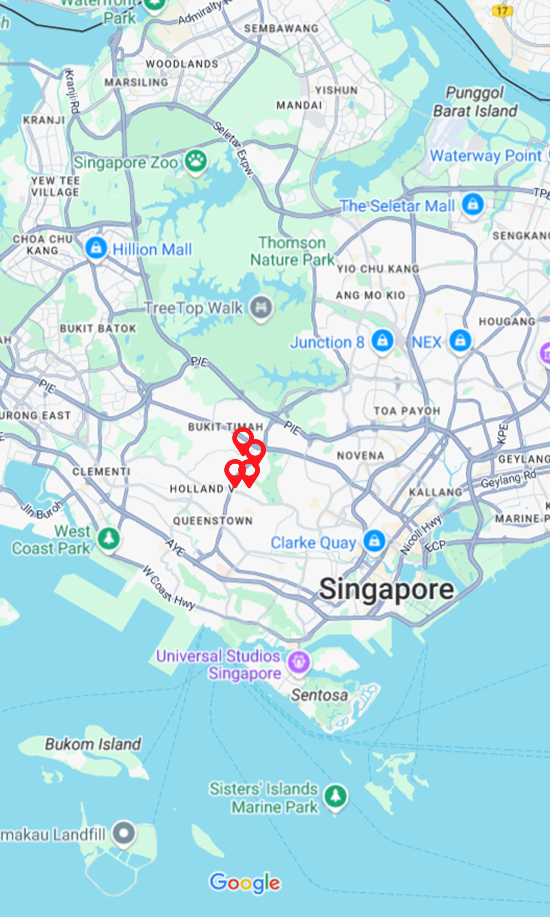 Waterfront
Park
Admiralty R
SEMBAWANG
17
WOODLANDS
MARSILING
Kranji Rd
YISHUN
MANDAI
Punggol
Barat Island
KRANJI
Seletar Expw.
Waterway Point
Singapore Zoo
YEW TEE
VILLAGE
TPE
The Seletar Mall
CHOA CHU
KANG
Hillion Mall
SENGKANG
Thomson
Nature Park
YIO CHU KANG
ANG MO KIO
TreeTop Walk
BUKIT BATOK
HOUGANG
Junction 8
NEX
PIE
PIE
TOA PAYOH
URONG EAST
BUKIT TIMAH
PIE
KPE
NOVENA
GEYLANG
CLEMENTI
Geylang Rd
HOLLAND V
KALLANG
Jln Buroh
QUEENSTOWN
MARINE P
West
Coast Park
Nicoll Hwy
Clarke Quay
AYE
ECP
W Coast Hwy
Singapore
Universal Studios
Singapore
Sentosa
Bukom Island
Sisters' Islands
Marine Park
makau Landfill
Google